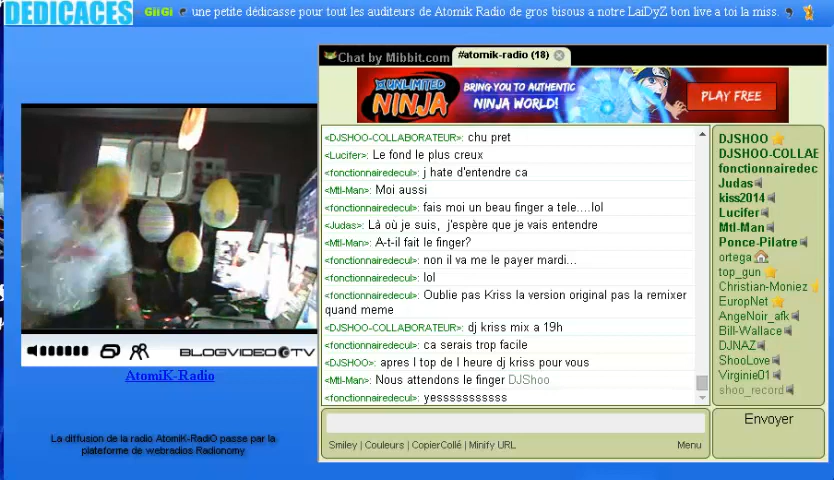 DEDICACES
GiiGi une petite dédicasse pour tout les auditeurs de Atomik Radio de gros bisous a notre LaiDyZ bon live a toi la miss.
Chat by Mibbit.com
#atomik-radio (18)
UNLIMITED NINJA
BRING YOU TO AUTHENTIC NINJA WORLD!
PLAY FREE
<DJSHOO-COLLABORATEUR>: chu pret
<Lucifer>: Le fond le plus creux
<fonctionnairedecul>: j hate d'entendre ca
<Mtl-Man>: Moi aussi
<fonctionnairedecul>: fais moi un beau finger a tele....lol
<Judas>: Là où je suis, j'espère que je vais entendre
<Mtl-Man>: A-t-il fait le finger?
<fonctionnairedecul>: non il va me le payer mardi...
<fonctionnairedecul>: lol
<fonctionnairedecul>: Oublie pas Kriss la version original pas la remixer
quand meme
<DJSHOO-COLLABORATEUR>: dj kriss mix a 19h
<fonctionnairedecul>: ca serais trop facile
<DJSHOO>: apres l top de l heure dj kriss pour vous
<Mtl-Man>: Nous attendons le finger DJShoo
<fonctionnairedecul>: yesssssssssss
DJSHOO
DJSHOO-COLLAE
fonctionnairedec
Judas
kiss2014
Lucifer
Mtl-Man
Ponce-Pilatre
ortega
top_gun
Christian-Moniez
EuropNet
AngeNoir_afk
Bill-Wallace
DJNAZ
ShooLove
Virginie01
shoo_record
Smiley | Couleurs | CopierCollé | Minify URL
Menu
Envoyer
BLOGVIDEO TV
AtomiK-Radio
La diffusion de la radio AtomiK-RadiO passe par la
plateforme de webradios Radionomy